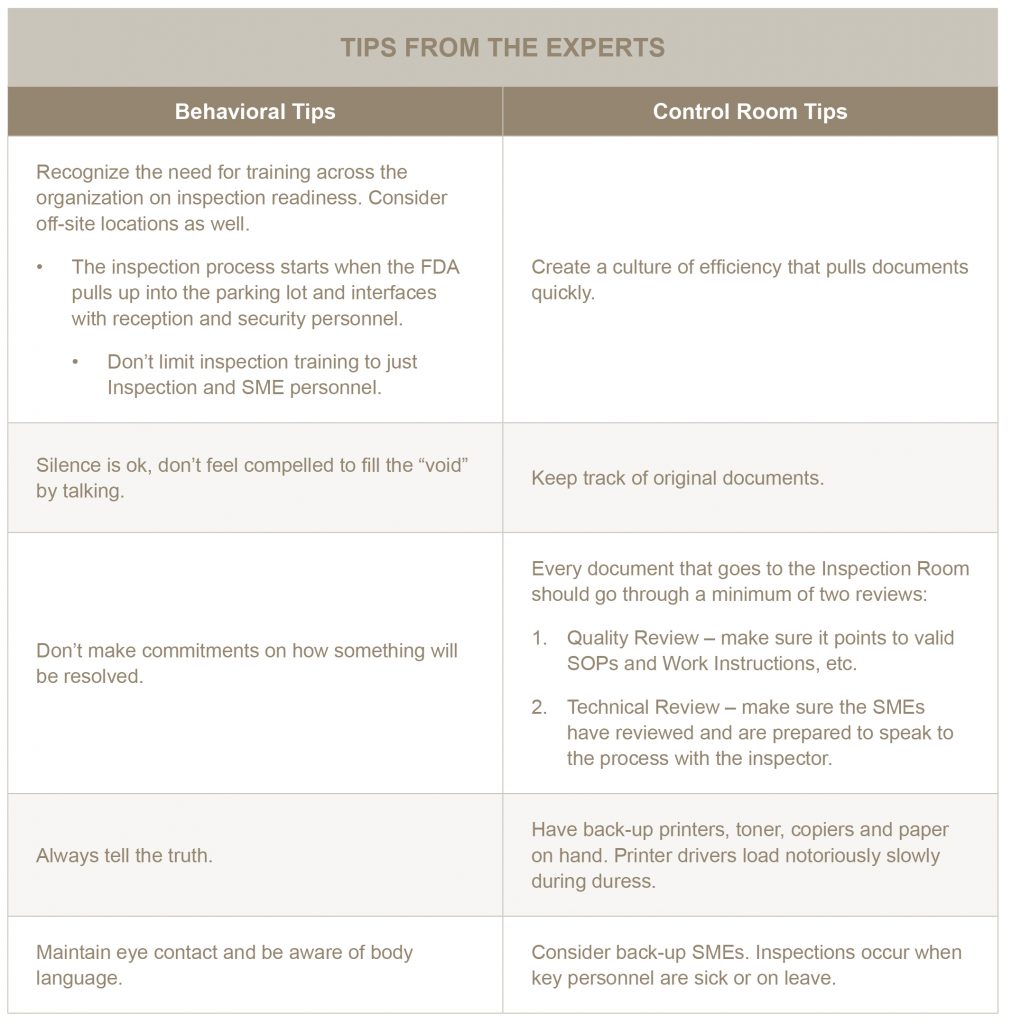 TIPS FROM THE EXPERTS
Behavioral Tips
Control Room Tips
Recognize the need for training across the
organization on inspection readiness. Consider
off-site locations as well.
• The inspection process starts when the FDA
pulls up into the parking lot and interfaces
with reception and security personnel.
• Don’t limit inspection training to just
Inspection and SME personnel.
Create a culture of efficiency that pulls documents
quickly.
Silence is ok, don’t feel compelled to fill the “void”
by talking.
Keep track of original documents.
Don’t make commitments on how something will
be resolved.
Every document that goes to the Inspection Room
should go through a minimum of two reviews:
1. Quality Review – make sure it points to valid
SOPs and Work Instructions, etc.
2. Technical Review – make sure the SMEs
have reviewed and are prepared to speak to
the process with the inspector.
Always tell the truth.
Have back-up printers, toner, copiers and paper
on hand. Printer drivers load notoriously slowly
during duress.
Maintain eye contact and be aware of body
language.
Consider back-up SMEs. Inspections occur when
key personnel are sick or on leave.